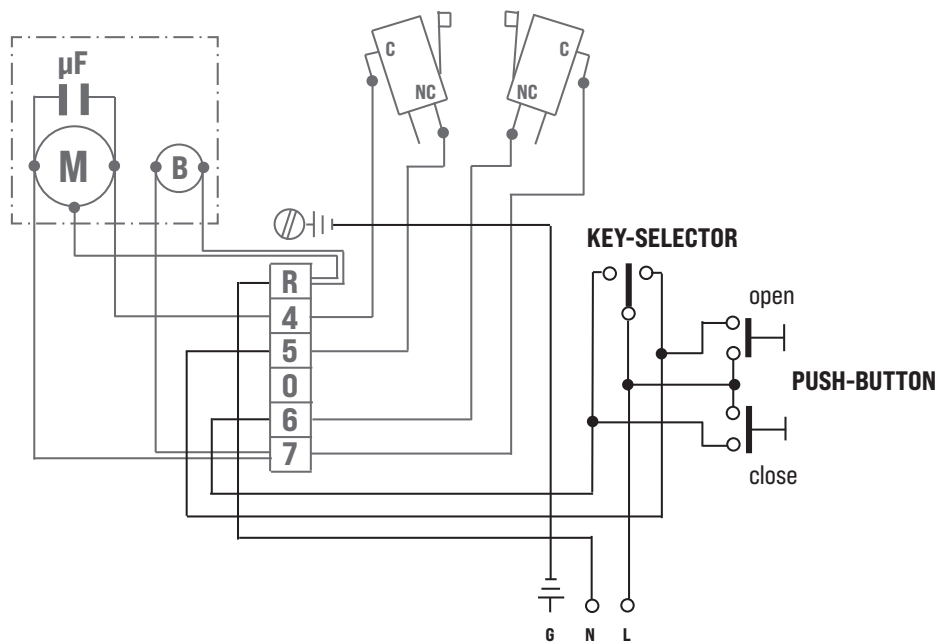 µF
M
B
C
NC
C
NC
R
4
5
0
6
7
KEY-SELECTOR
open
PUSH-BUTTON
close
G N L